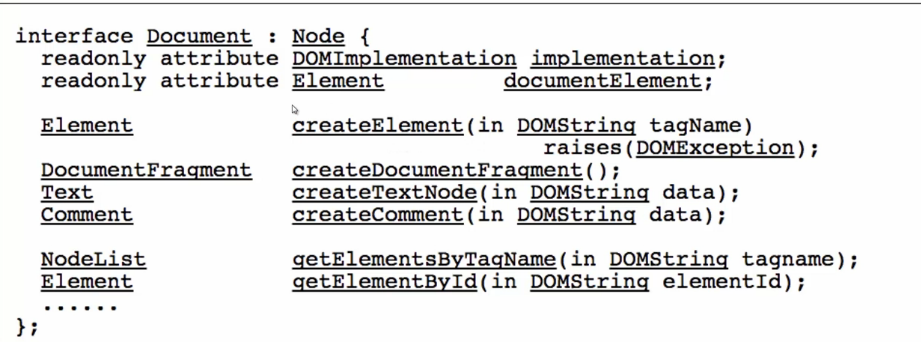 interface Document : Node {
readonly attribute DOMImplementation implementation;
readonly attribute Element documentElement;
Element createElement(in DOMString tagName)
raises(DOMException);
DocumentFragment createDocumentFragment();
Text createTextNode(in DOMString data);
Comment createComment(in DOMString data);
NodeList getElementsByTagName(in DOMString tagname);
Element getElementById(in DOMString elementId);
......
};